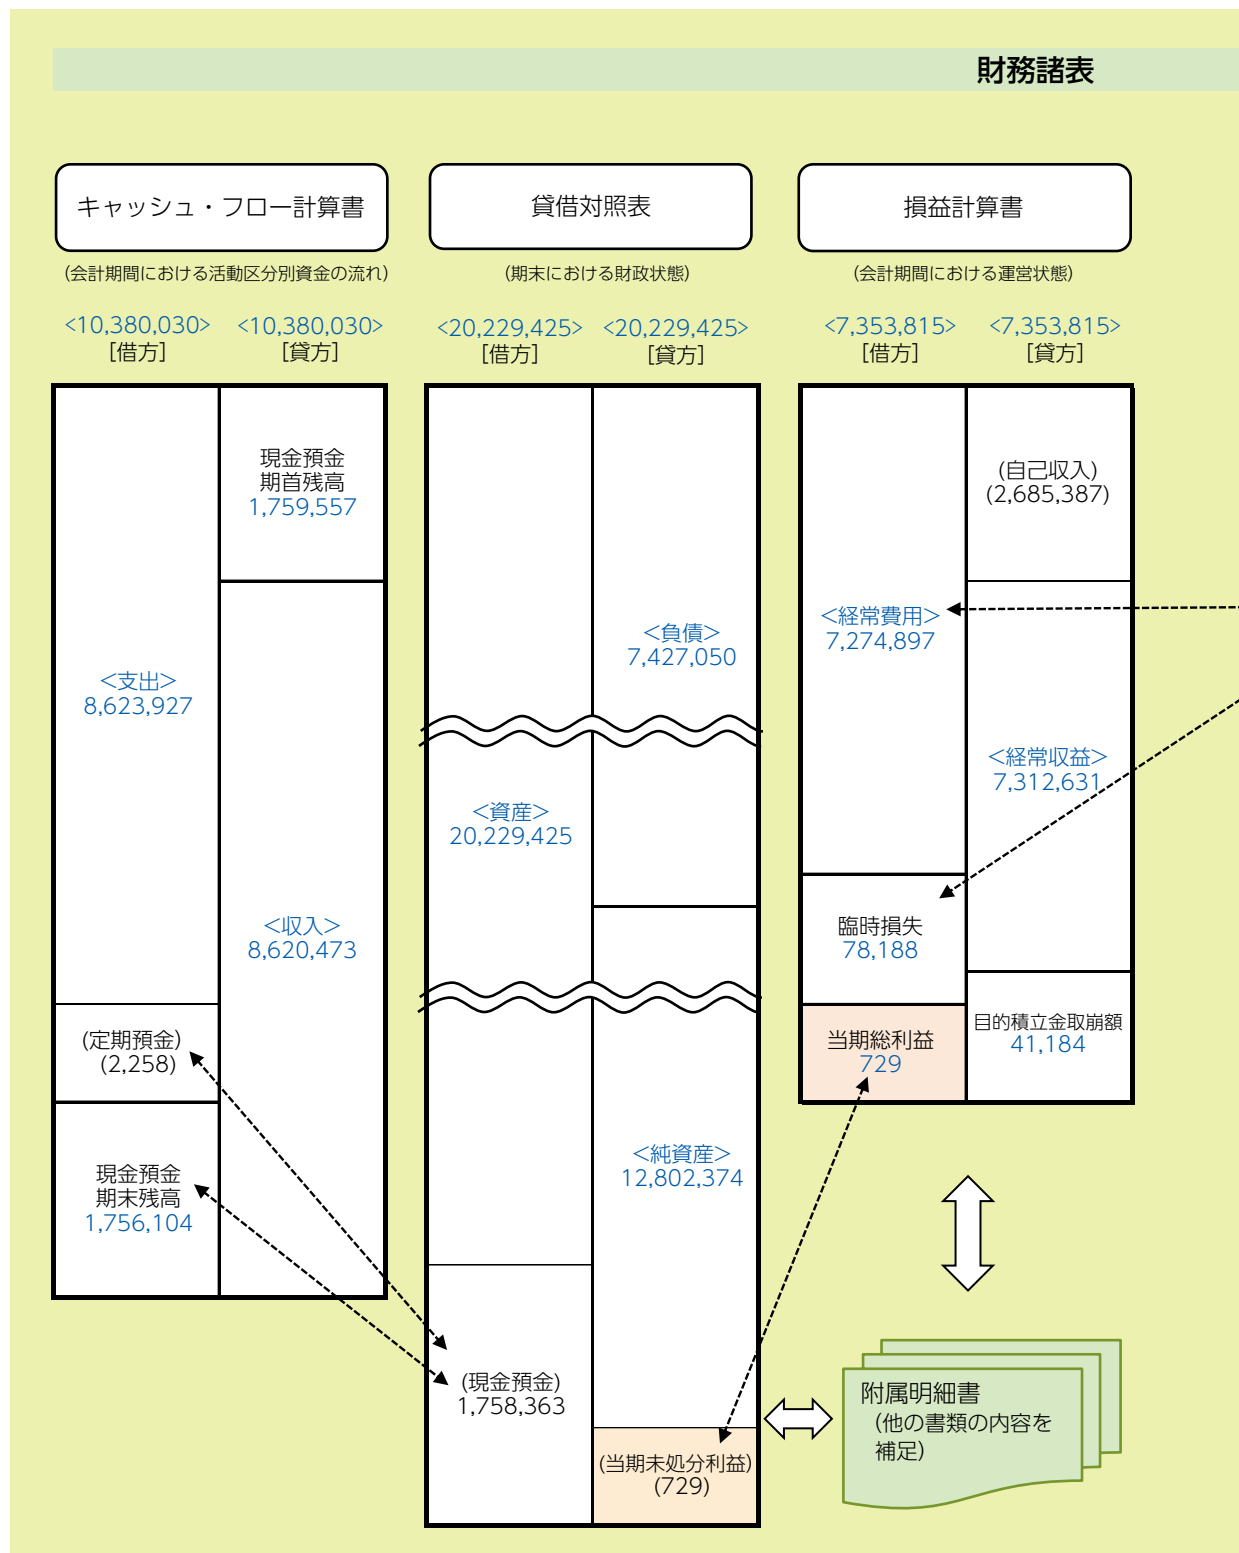 財務諸表
キャッシュ・フロー計算書
(会計期間における活動区分別資金の流れ)
<10,380,030>
[借方]
<10,380,030>
[貸方]
<支出>
8,623,927
(定期預金)
(2,258)
現金預金
期末残高
1,756,104
現金預金
期首残高
1,759,557
<収入>
8,620,473
貸借対照表
(期末における財政状態)
<20,229,425>
[借方]
<20,229,425>
[貸方]
<資産>
20,229,425
(現金預金)
1,758,363
<負債>
7,427,050
<純資産>
12,802,374
(当期未処分利益)
(729)
損益計算書
(会計期間における運営状態)
<7,353,815>
[借方]
<7,353,815>
[貸方]
<経常費用>
7,274,897
臨時損失
78,188
当期総利益
729
(自己収入)
(2,685,387)
<経常収益>
7,312,631
目的積立金取崩額
41,184
附属明細書
(他の書類の内容を
補足)